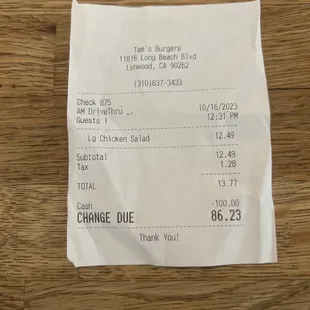 Tam's Burgers
11816 Long Beach Blvd
Lynwood, CA 90262
(310)637-3433
Check 875
AM DriveThru _. 10/16/2023
Guests 1 12:31 PM
Lg Chicken Salad 12.49
Subtotal 12.49
Tax 1.28
TOTAL 13.77
Cash -100.00
CHANGE DUE 86.23
Thank You!